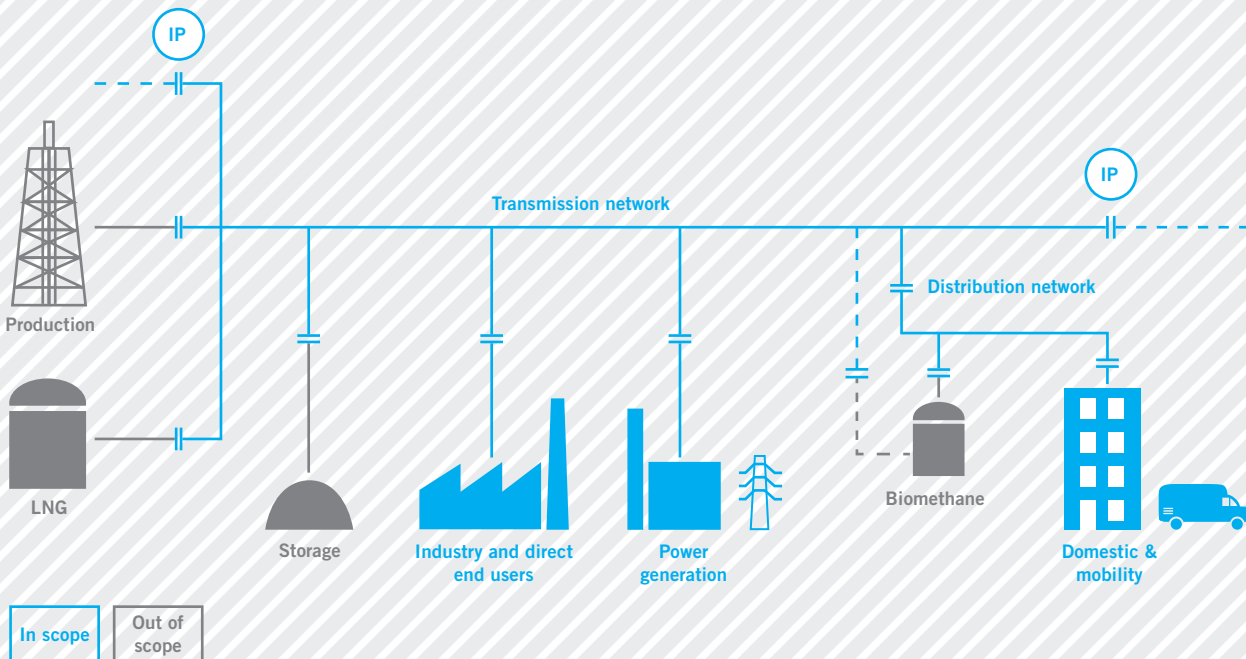 IP
IP
Transmission network
Distribution network
Production
LNG
Storage
Industry and direct
end users
Power
generation
Biomethane
Domestic &
mobility
In scope
Out of
scope